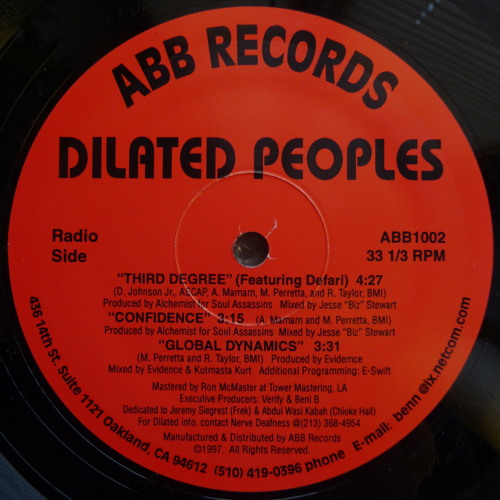 ABB RECORDS
DILATED PEOPLES
Radio
Side
ABB1002
33 1/3 RPM
"THIRD DEGREE" (Featuring Defari) 4:27
(D. Johnson Jr., ASCAP, A. Mamam, M. Perretta, and R. Taylor, BMI)
Produced by Alchemist for Soul Assassins Mixed by Jesse "Biz" Stewart
"CONFIDENCE" 3:15 (A. Mamam and M. Perretta, BMI)
Produced by Alchemist for Soul Assassins Mixed by Jesse "Biz" Stewart
"GLOBAL DYNAMICS" 3:31
(M. Perretta and R. Taylor, BMI) Produced by Evidence
Mixed by Evidence & Kutmasta Kurt Additional Programming: E-Swift
Mastered by Ron McMaster at Tower Mastering, LA
Executive Producers: Verify & Beni B
Dedicated to Jeremy Siegrest (Frek) & Abdul Wasi Kabah (Chioke Hall)
For Dilated info. contact Nerve Deafness @(213) 368-4954
Manufactured & Distributed by ABB Records
©1997. All Rights Reserved.
436 14th St. Suite 1121 Oakland, CA 94612 (510) 419-0396 phone E-mail: benn @ix.netcom.com